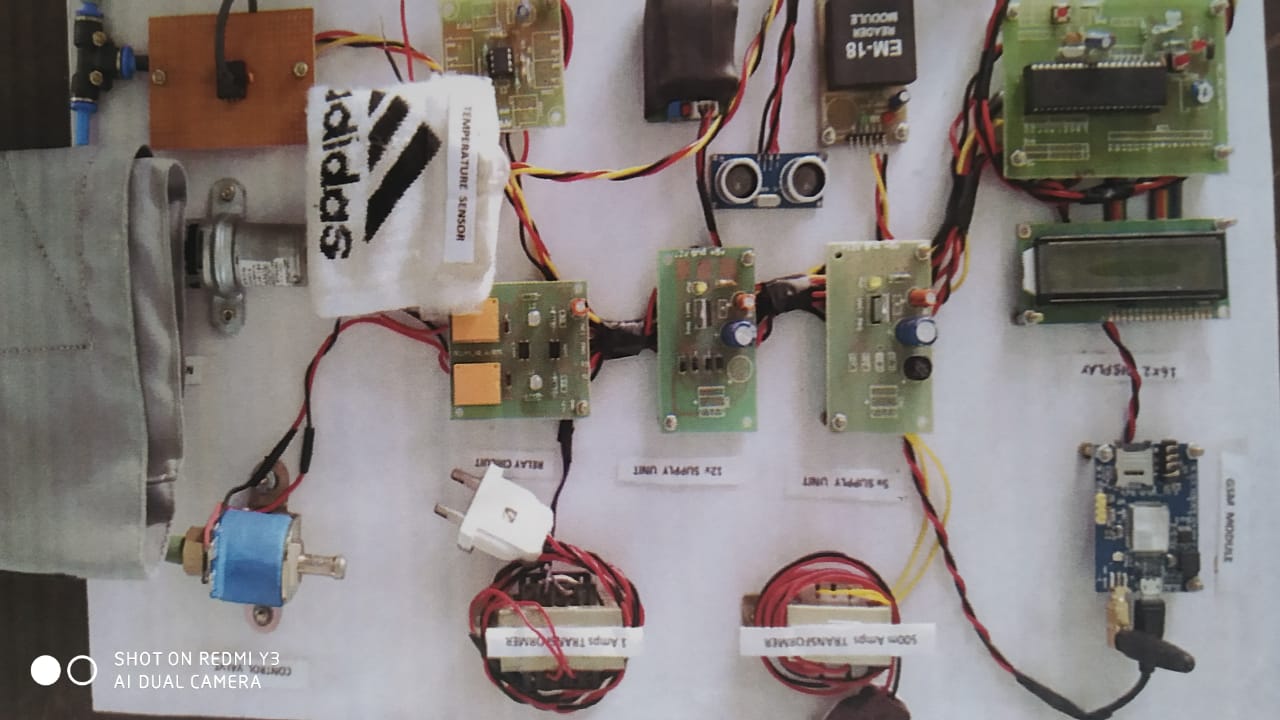 EM-18
READER
MODULE
adidas
TEMPERATURE SENSOR
16x2 DISPLAY
RELAY CIRCUIT
12v SUPPLY UNIT
5v SUPPLY UNIT
GSM MODULE
1 Amps TRANSFORMER
500m Amps TRANSFORMER
CONTROL VALVE
SHOT ON REDMI Y3
AI DUAL CAMERA